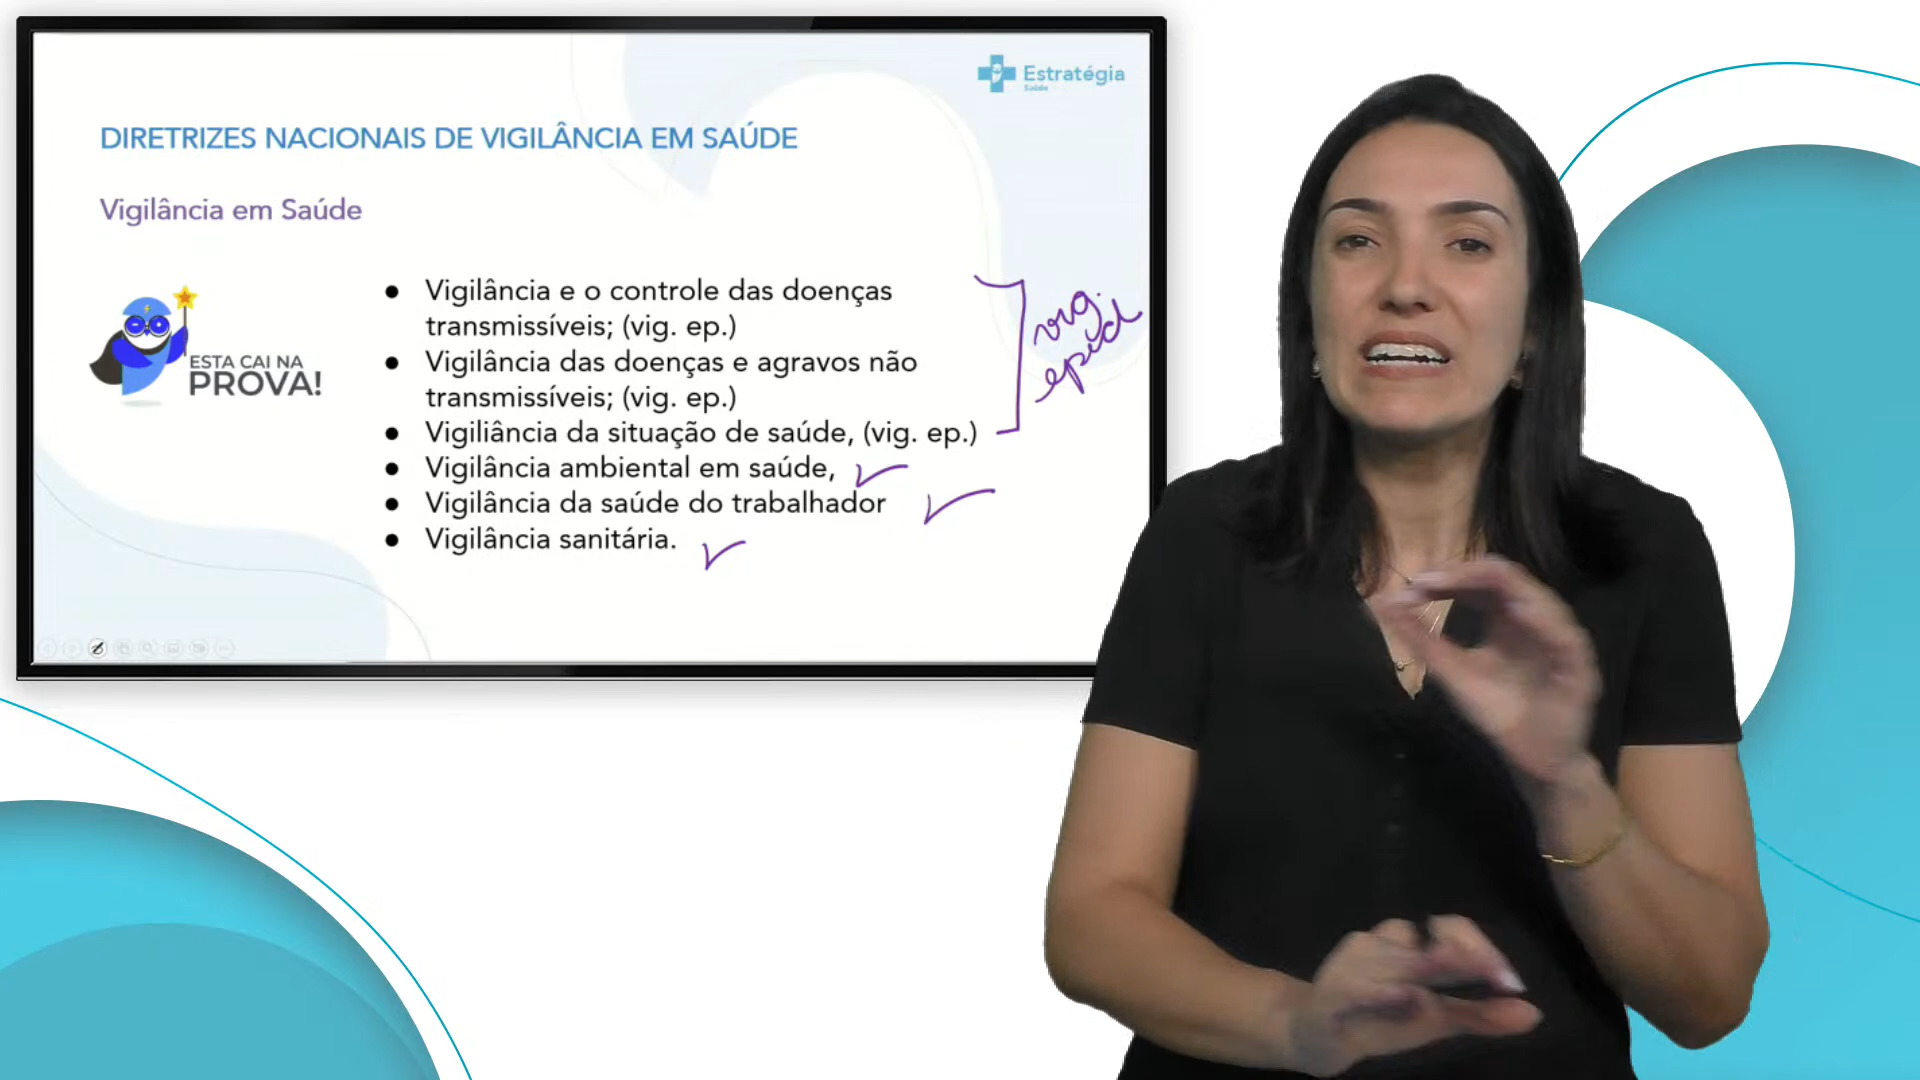 Estratégia
Saúde
DIRETRIZES NACIONAIS DE VIGILÂNCIA EM SAÚDE
Vigilância em Saúde
ESTA CAI NA
PROVA!
● Vigilância e o controle das doenças
transmissíveis; (vig. ep.)
● Vigilância das doenças e agravos não
transmissíveis; (vig. ep.)
● Vigiliância da situação de saúde, (vig. ep.)
● Vigilância ambiental em saúde,
● Vigilância da saúde do trabalhador
● Vigilância sanitária.
vig.
epid